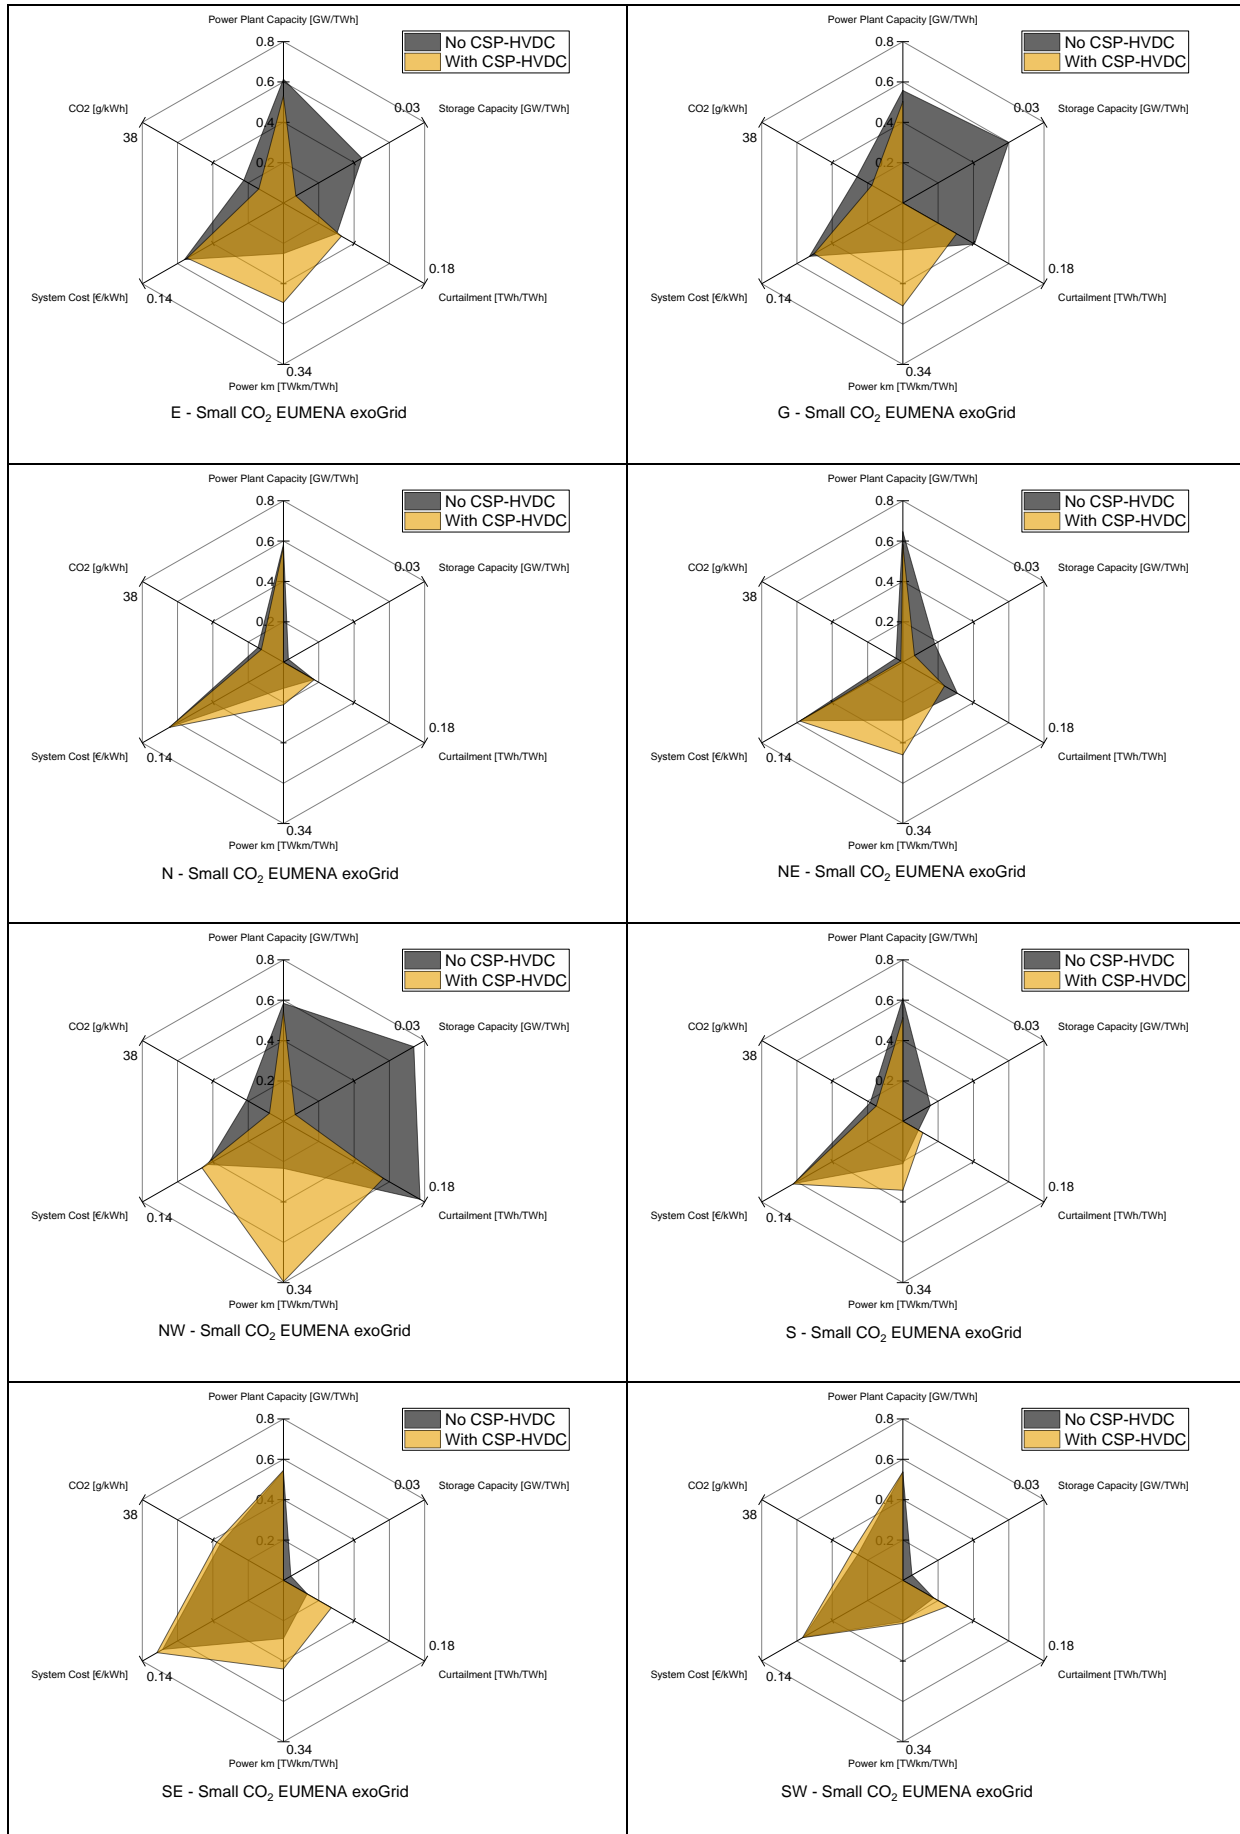 Power Plant Capacity [GW/TWh]
0.8
No CSP-HVDC
With CSP-HVDC
0.6
CO2 [g/kWh]
0.03
Storage Capacity [GW/TWh]
38
0.4
0.2
0.18
System Cost [€/kWh]
0.14
Curtailment [TWh/TWh]
0.34
Power km [TWkm/TWh]
E - Small CO₂ EUMENA exoGrid
Power Plant Capacity [GW/TWh]
0.8
No CSP-HVDC
With CSP-HVDC
0.6
CO2 [g/kWh]
0.03
Storage Capacity [GW/TWh]
38
0.4
0.2
0.18
System Cost [€/kWh]
0.14
Curtailment [TWh/TWh]
0.34
Power km [TWkm/TWh]
G - Small CO₂ EUMENA exoGrid
Power Plant Capacity [GW/TWh]
0.8
No CSP-HVDC
With CSP-HVDC
0.6
CO2 [g/kWh]
0.03
Storage Capacity [GW/TWh]
38
0.4
0.2
0.18
System Cost [€/kWh]
0.14
Curtailment [TWh/TWh]
0.34
Power km [TWkm/TWh]
N - Small CO₂ EUMENA exoGrid
Power Plant Capacity [GW/TWh]
0.8
No CSP-HVDC
With CSP-HVDC
0.6
CO2 [g/kWh]
0.03
Storage Capacity [GW/TWh]
38
0.4
0.2
0.18
System Cost [€/kWh]
0.14
Curtailment [TWh/TWh]
0.34
Power km [TWkm/TWh]
NE - Small CO₂ EUMENA exoGrid
Power Plant Capacity [GW/TWh]
0.8
No CSP-HVDC
With CSP-HVDC
0.6
CO2 [g/kWh]
0.03
Storage Capacity [GW/TWh]
38
0.4
0.2
0.18
System Cost [€/kWh]
0.14
Curtailment [TWh/TWh]
0.34
Power km [TWkm/TWh]
NW - Small CO₂ EUMENA exoGrid
Power Plant Capacity [GW/TWh]
0.8
No CSP-HVDC
With CSP-HVDC
0.6
CO2 [g/kWh]
0.03
Storage Capacity [GW/TWh]
38
0.4
0.2
0.18
System Cost [€/kWh]
0.14
Curtailment [TWh/TWh]
0.34
Power km [TWkm/TWh]
S - Small CO₂ EUMENA exoGrid
Power Plant Capacity [GW/TWh]
0.8
No CSP-HVDC
With CSP-HVDC
0.6
CO2 [g/kWh]
0.03
Storage Capacity [GW/TWh]
38
0.4
0.2
0.18
System Cost [€/kWh]
0.14
Curtailment [TWh/TWh]
0.34
Power km [TWkm/TWh]
SE - Small CO₂ EUMENA exoGrid
Power Plant Capacity [GW/TWh]
0.8
No CSP-HVDC
With CSP-HVDC
0.6
CO2 [g/kWh]
0.03
Storage Capacity [GW/TWh]
38
0.4
0.2
0.18
System Cost [€/kWh]
0.14
Curtailment [TWh/TWh]
0.34
Power km [TWkm/TWh]
SW - Small CO₂ EUMENA exoGrid